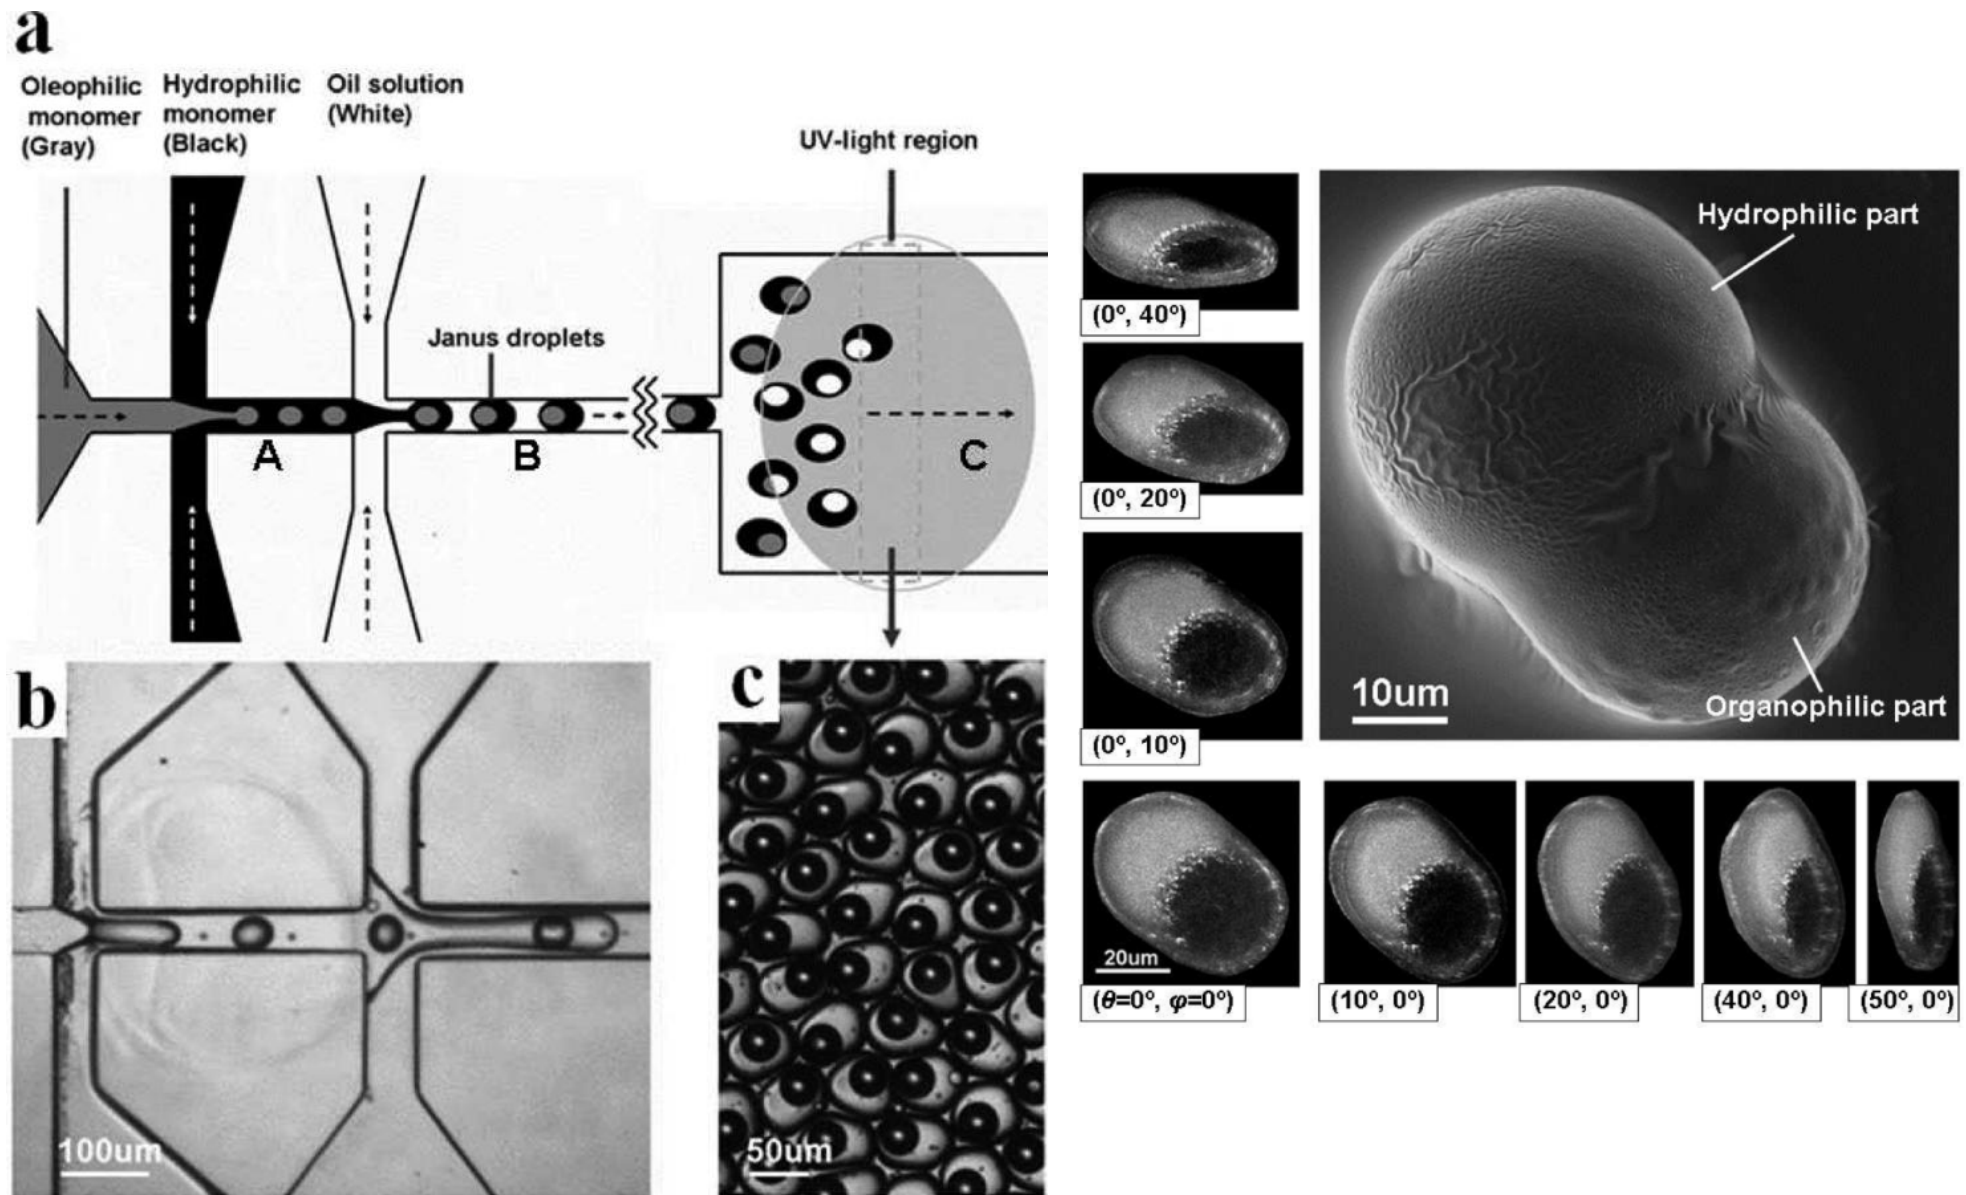 a
Oleophilic
monomer
(Gray)
Hydrophilic
monomer
(Black)
Oil solution
(White)
UV-light region
Janus droplets
A
B
C
b
100um
c
50um
(0°, 40°)
(0°, 20°)
(0°, 10°)
Hydrophilic part
10um
Organophilic part
20um
(θ=0°, φ=0°)
(10°, 0°)
(20°, 0°)
(40°, 0°)
(50°, 0°)